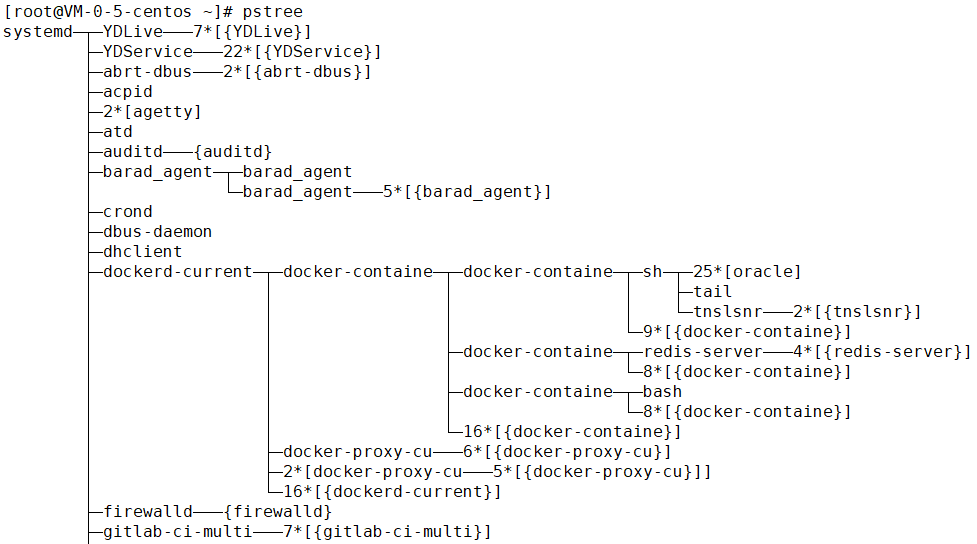 [root@VM-0-5-centos ~]# pstree
systemd─┬─YDLive───7*[{YDLive}]
        ├─YDService───22*[{YDService}]
        ├─abrt-dbus───2*[{abrt-dbus}]
        ├─acpid
        ├─2*[agetty]
        ├─atd
        ├─auditd───{auditd}
        ├─barad_agent─┬─barad_agent
        │             └─barad_agent───5*[{barad_agent}]
        ├─crond
        ├─dbus-daemon
        ├─dhclient
        ├─dockerd-current─┬─docker-containe─┬─docker-containe─┬─sh─┬─25*[oracle]
        │                 │                 │                 │    ├─tail
        │                 │                 │                 │    └─tnslsnr───2*[{tnslsnr}]
        │                 │                 │                 └─9*[{docker-containe}]
        │                 │                 ├─docker-containe─┬─redis-server───4*[{redis-server}]
        │                 │                 │                 └─8*[{docker-containe}]
        │                 │                 ├─docker-containe─┬─bash
        │                 │                 │                 └─8*[{docker-containe}]
        │                 │                 └─16*[{docker-containe}]
        │                 ├─docker-proxy-cu───6*[{docker-proxy-cu}]
        │                 ├─2*[docker-proxy-cu───5*[{docker-proxy-cu}]]
        │                 └─16*[{dockerd-current}]
        ├─firewalld───{firewalld}
        ├─gitlab-ci-multi───7*[{gitlab-ci-multi}]